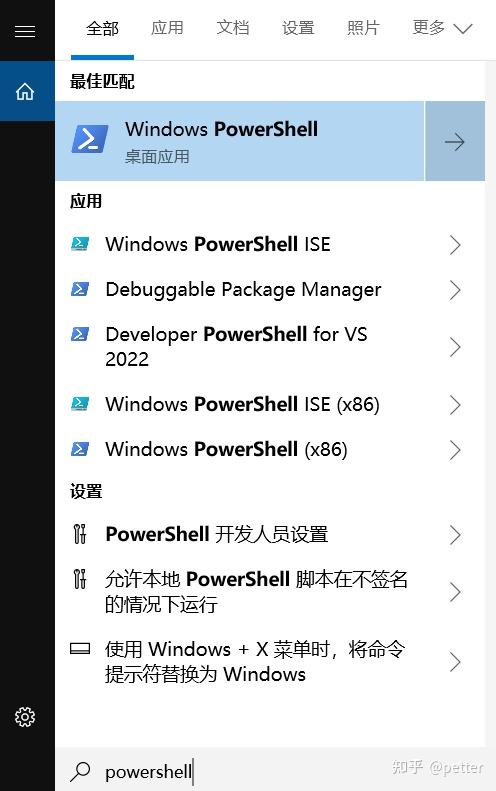 全部 应用 文档 设置 照片 更多
最佳匹配
Windows PowerShell
桌面应用
应用
Windows PowerShell ISE
Debuggable Package Manager
Developer PowerShell for VS
2022
Windows PowerShell ISE (x86)
Windows PowerShell (x86)
设置
PowerShell 开发人员设置
允许本地 PowerShell 脚本在不签名
的情况下运行
使用 Windows + X 菜单时，将命令
提示符替换为 Windows
powershell
知乎 @petter